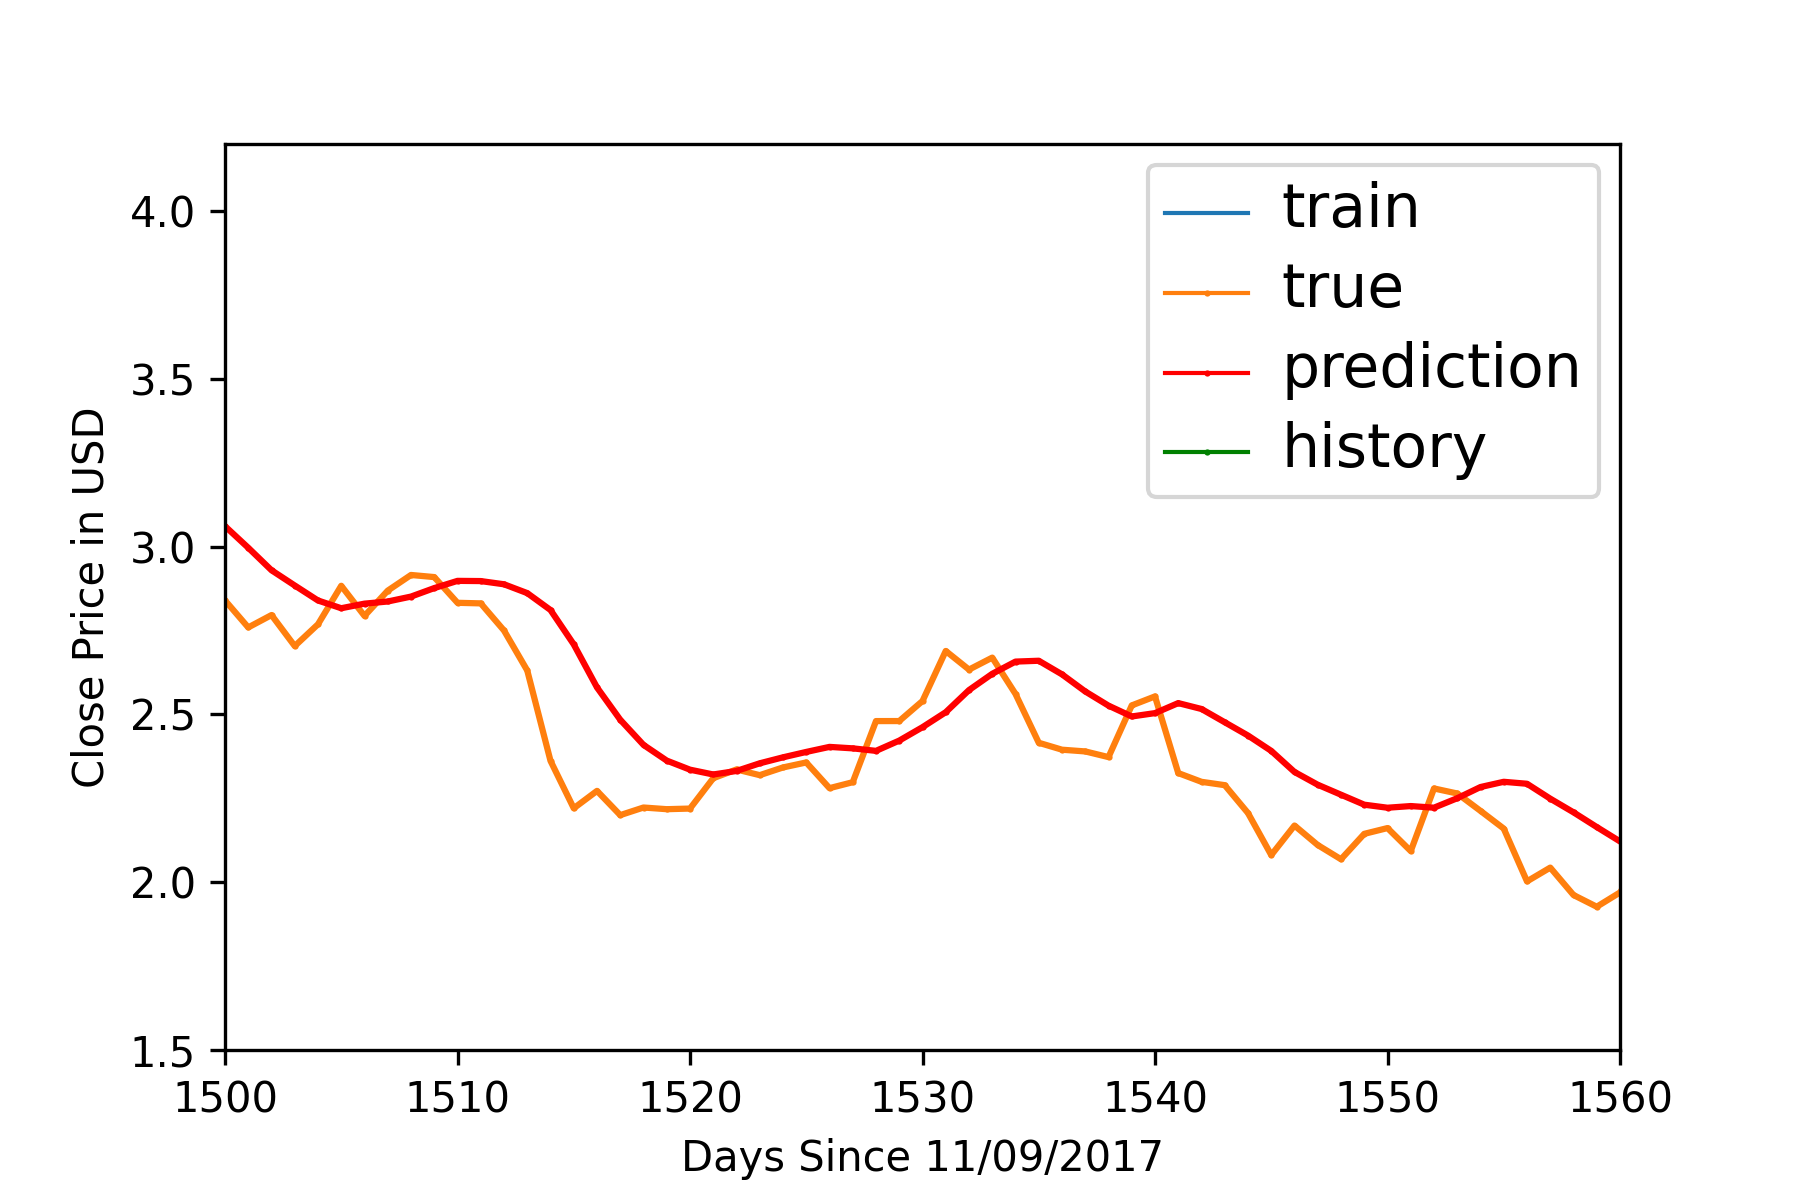 train
true
prediction
history
Close Price in USD
4.0
3.5
3.0
2.5
2.0
1.5
1500 1510 1520 1530 1540 1550 1560
Days Since 11/09/2017